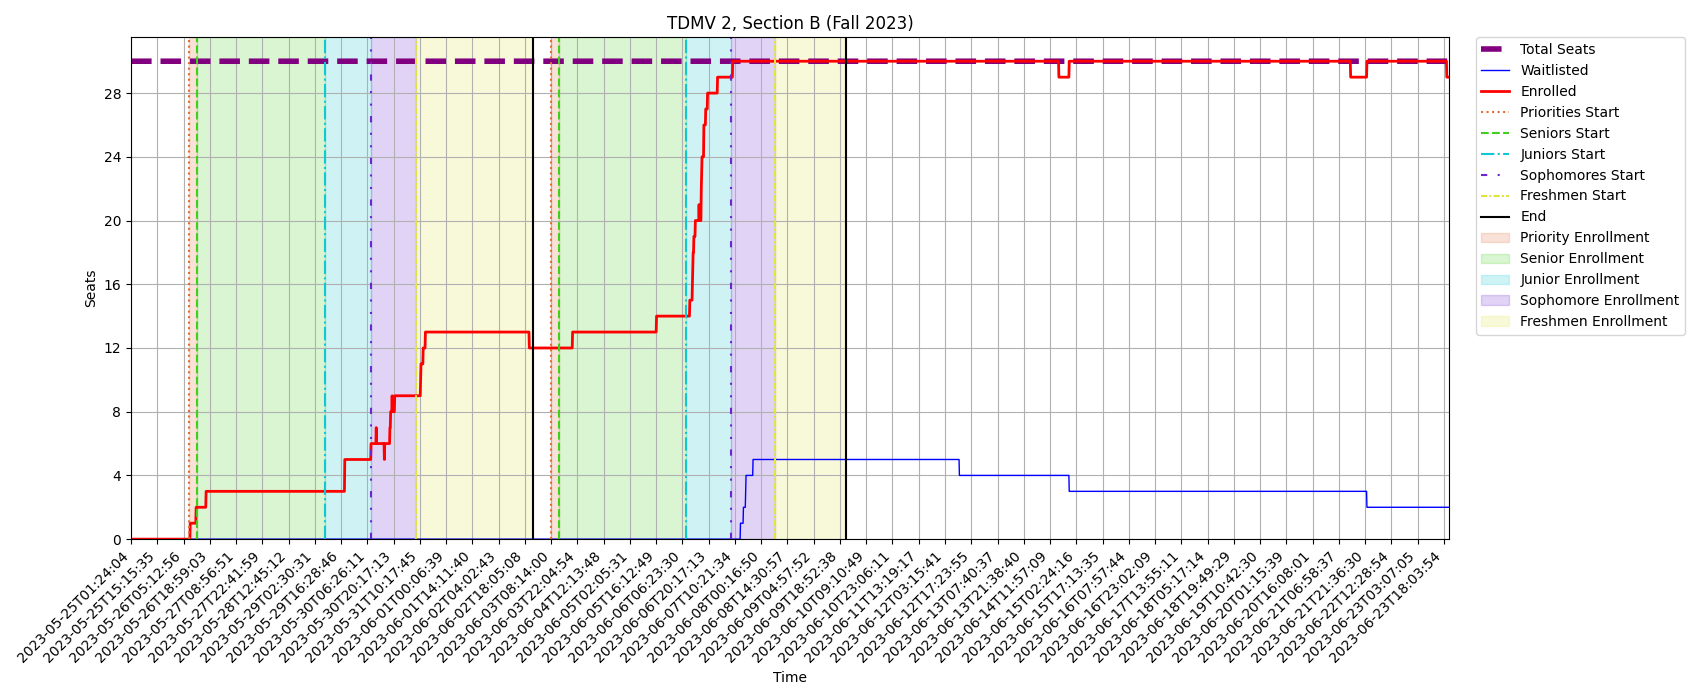 TDMV 2, Section B (Fall 2023)
Seats
28
24
20
16
12
8
4
0
2023-05-25T01:24:04
2023-05-25T15:15:35
2023-05-26T05:12:56
2023-05-26T18:59:03
2023-05-27T08:56:51
2023-05-27T22:41:59
2023-05-28T12:45:12
2023-05-29T02:30:31
2023-05-29T16:28:46
2023-05-30T06:26:11
2023-05-30T20:17:13
2023-05-31T10:17:45
2023-06-01T00:06:39
2023-06-01T14:11:40
2023-06-02T04:02:43
2023-06-02T18:05:08
2023-06-03T08:14:00
2023-06-03T22:04:54
2023-06-04T12:13:48
2023-06-05T02:05:31
2023-06-05T16:12:49
2023-06-06T06:23:30
2023-06-06T20:17:13
2023-06-07T10:21:34
2023-06-08T00:16:50
2023-06-08T14:30:57
2023-06-09T04:57:52
2023-06-09T18:52:38
2023-06-10T09:10:49
2023-06-10T23:06:11
2023-06-11T13:19:17
2023-06-12T03:15:41
2023-06-12T17:23:55
2023-06-13T07:40:37
2023-06-13T21:38:40
2023-06-14T11:57:09
2023-06-15T02:24:16
2023-06-15T17:13:35
2023-06-16T07:57:44
2023-06-16T23:02:09
2023-06-17T13:55:11
2023-06-18T05:17:14
2023-06-18T19:49:29
2023-06-19T10:42:30
2023-06-20T01:15:39
2023-06-20T16:08:01
2023-06-21T06:58:37
2023-06-21T21:36:30
2023-06-22T12:28:54
2023-06-23T03:07:05
2023-06-23T18:03:54
Time
Total Seats
Waitlisted
Enrolled
Priorities Start
Seniors Start
Juniors Start
Sophomores Start
Freshmen Start
End
Priority Enrollment
Senior Enrollment
Junior Enrollment
Sophomore Enrollment
Freshmen Enrollment